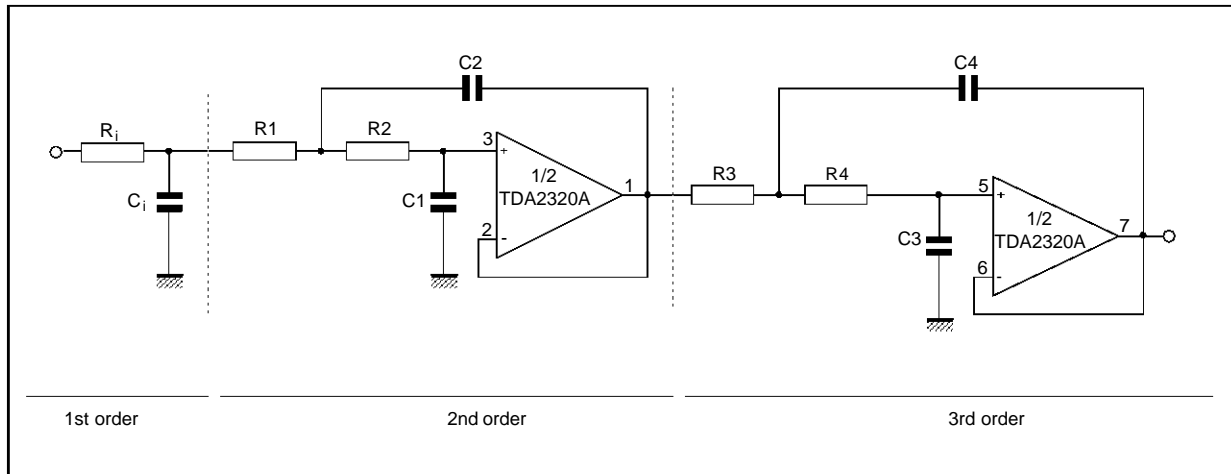 C2
C4
Ri
R1
R2
3
+
1/2
TDA2320A
1
Ci
C1
2
-
R3
R4
5
+
1/2
TDA2320A
7
C3
6
-
1st order
2nd order
3rd order